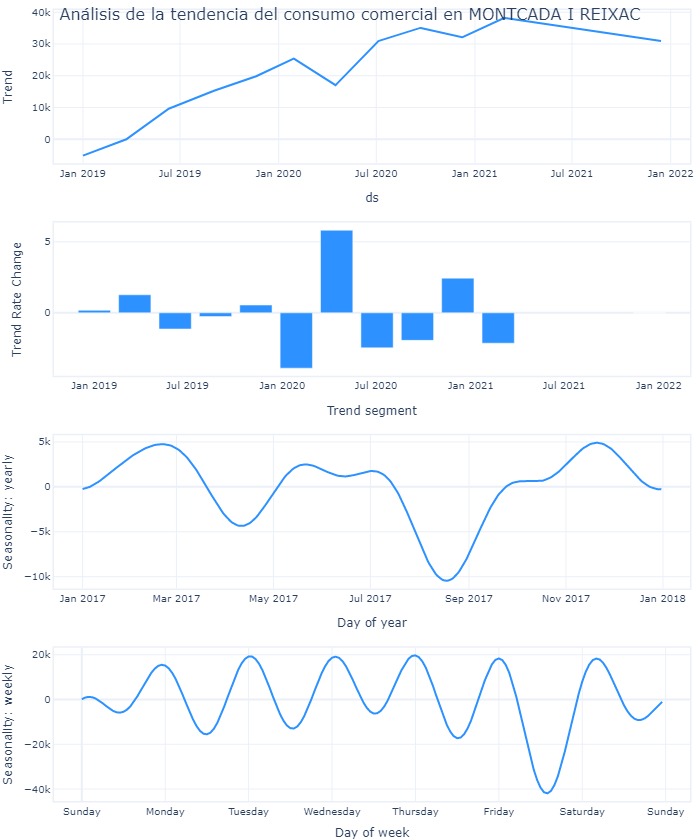 Análisis de la tendencia del consumo comercial en MONTCADA I REIXAC
40k
30k
20k
10k
0
Trend
Jan 2019 Jul 2019 Jan 2020 Jul 2020 Jan 2021 Jul 2021 Jan 2022
ds
5
0
Trend Rate Change
Jan 2019 Jul 2019 Jan 2020 Jul 2020 Jan 2021 Jul 2021 Jan 2022
Trend segment
5k
0
−5k
−10k
Seasonality: yearly
Jan 2017 Mar 2017 May 2017 Jul 2017 Sep 2017 Nov 2017 Jan 2018
Day of year
20k
0
−20k
−40k
Seasonality: weekly
Sunday Monday Tuesday Wednesday Thursday Friday Saturday Sunday
Day of week